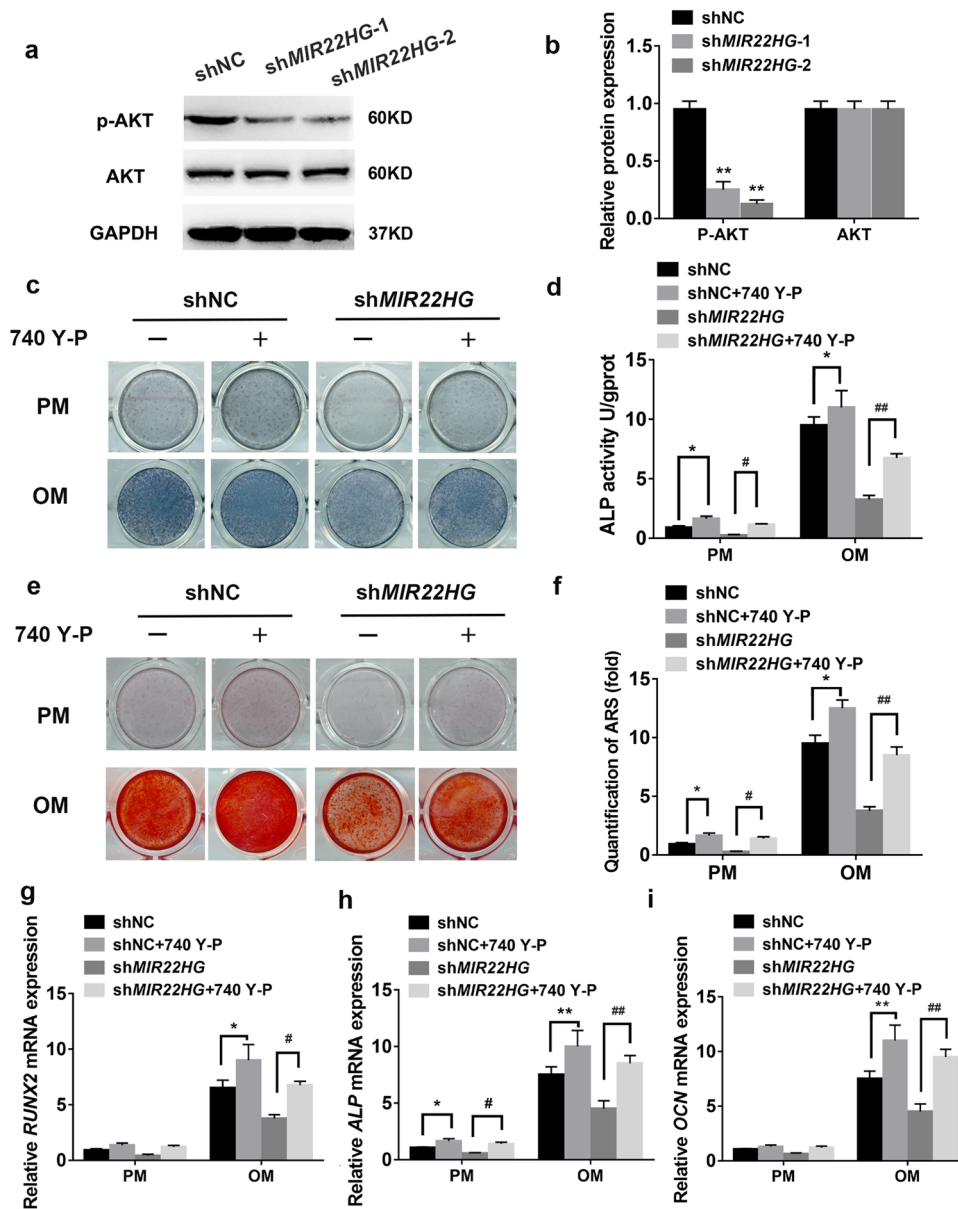 a
shNC
shMIR22HG-1
shMIR22HG-2
p-AKT
60KD
AKT
60KD
GAPDH
37KD
b
shNC
shMIR22HG-1
shMIR22HG-2
Relative protein expression
1.5
1.0
0.5
0.0
**
**
P-AKT
AKT
c
shNC
shMIR22HG
740 Y-P
—
+
—
+
PM
OM
d
shNC
shNC+740 Y-P
shMIR22HG
shMIR22HG+740 Y-P
ALP activity U/gprot
15
10
5
0
*
#
*
##
PM
OM
e
shNC
shMIR22HG
740 Y-P
—
+
—
+
PM
OM
f
shNC
shNC+740 Y-P
shMIR22HG
shMIR22HG+740 Y-P
Quantification of ARS (fold)
15
10
5
0
*
#
*
##
PM
OM
g
shNC
shNC+740 Y-P
shMIR22HG
shMIR22HG+740 Y-P
Relative RUNX2 mRNA expression
15
10
5
0
*
#
PM
OM
h
shNC
shNC+740 Y-P
shMIR22HG
shMIR22HG+740 Y-P
Relative ALP mRNA expression
15
10
5
0
*
#
**
##
PM
OM
i
shNC
shNC+740 Y-P
shMIR22HG
shMIR22HG+740 Y-P
Relative OCN mRNA expression
15
10
5
0
**
##
PM
OM